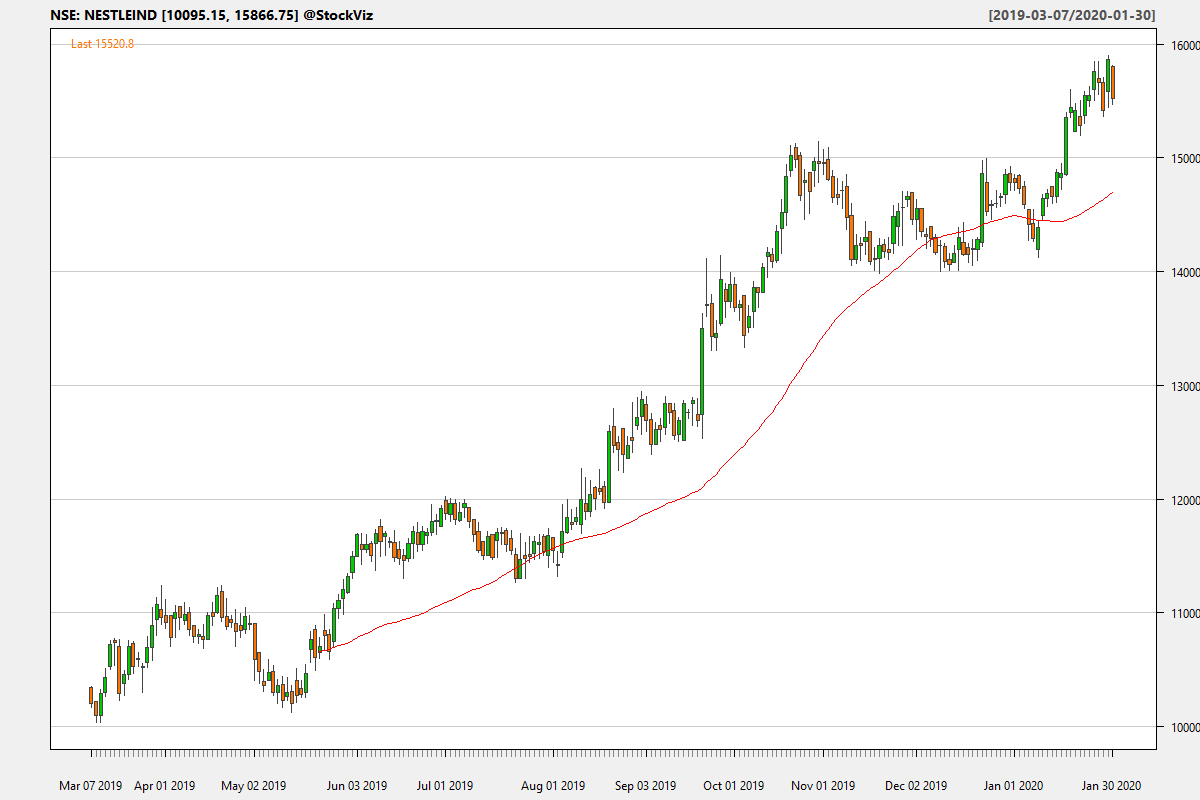 NSE: NESTLEIND [10095.15, 15866.75] @StockViz [2019-03-07/2020-01-30]
Last 15520.8
16000
15000
14000
13000
12000
11000
10000
Mar 07 2019 Apr 01 2019 May 02 2019 Jun 03 2019 Jul 01 2019 Aug 01 2019 Sep 03 2019 Oct 01 2019 Nov 01 2019 Dec 02 2019 Jan 01 2020 Jan 30 2020